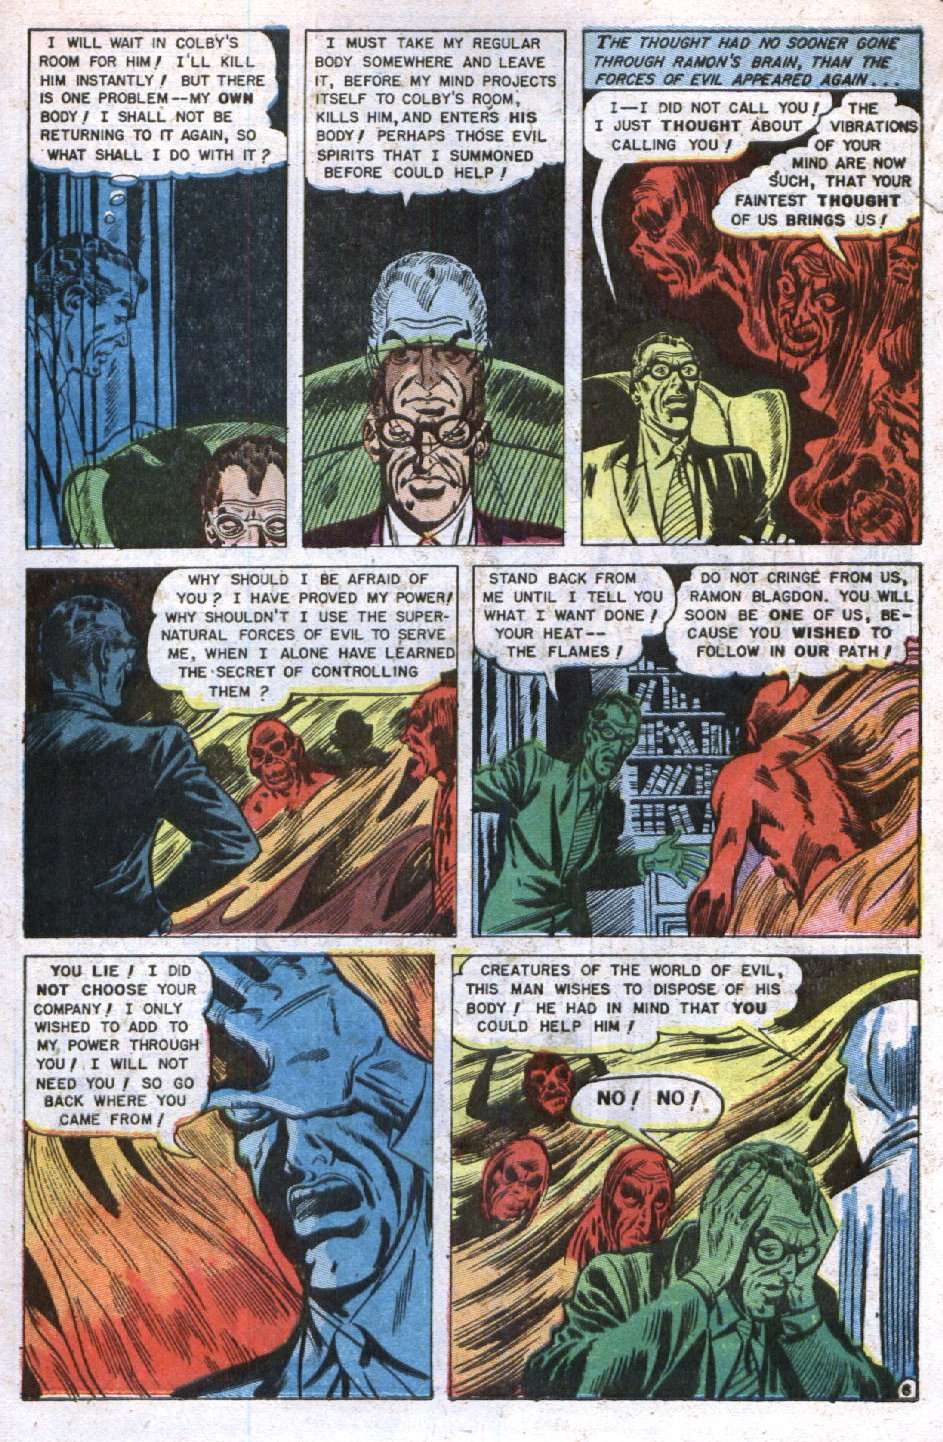 I WILL WAIT IN COLBY'S
ROOM FOR HIM! I'LL KILL
HIM INSTANTLY! BUT THERE
IS ONE PROBLEM--MY OWN
BODY! I SHALL NOT BE
RETURNING TO IT AGAIN, SO
WHAT SHALL I DO WITH IT?
I MUST TAKE MY REGULAR
BODY SOMEWHERE AND LEAVE
IT, BEFORE MY MIND PROJECTS
ITSELF TO COLBY'S ROOM,
KILLS HIM, AND ENTERS HIS
BODY! PERHAPS THOSE EVIL
SPIRITS THAT I SUMMONED
BEFORE COULD HELP!
THE THOUGHT HAD NO SOONER GONE
THROUGH RAMON'S BRAIN, THAN THE
FORCES OF EVIL APPEARED AGAIN...
I--I DID NOT CALL YOU!
I JUST THOUGHT ABOUT
CALLING YOU!
THE
VIBRATIONS
OF YOUR
MIND ARE NOW
SUCH, THAT YOUR
FAINTEST THOUGHT
OF US BRINGS US!
WHY SHOULD I BE AFRAID OF
YOU? I HAVE PROVED MY POWER!
WHY SHOULDN'T I USE THE SUPER-
NATURAL FORCES OF EVIL TO SERVE
ME, WHEN I ALONE HAVE LEARNED
THE SECRET OF CONTROLLING
THEM?
STAND BACK FROM
ME UNTIL I TELL YOU
WHAT I WANT DONE!
YOUR HEAT--
THE FLAMES!
DO NOT CRINGE FROM US,
RAMON BLAGDON. YOU WILL
SOON BE ONE OF US, BE-
CAUSE YOU WISHED TO
FOLLOW IN OUR PATH!
YOU LIE! I DID
NOT CHOOSE YOUR
COMPANY! I ONLY
WISHED TO ADD TO
MY POWER THROUGH
YOU! I WILL NOT
NEED YOU! SO GO
BACK WHERE YOU
CAME FROM!
CREATURES OF THE WORLD OF EVIL,
THIS MAN WISHES TO DISPOSE OF HIS
BODY! HE HAD IN MIND THAT YOU
COULD HELP HIM!
NO! NO!
6